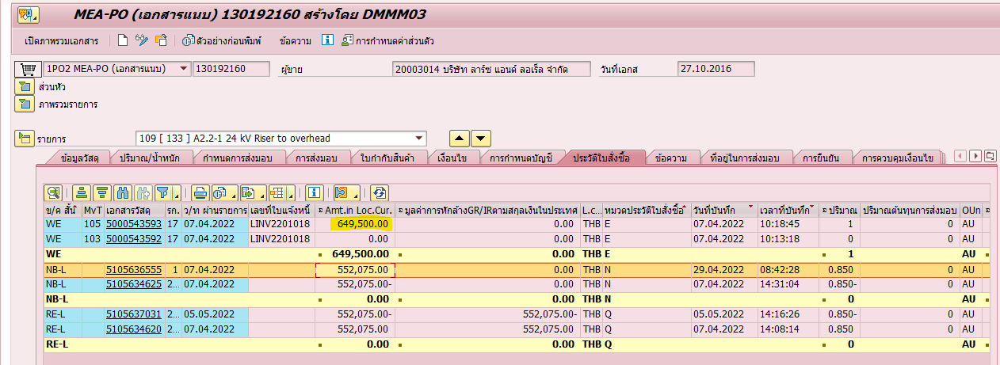 MEA-PO (เอกสารแนบ) 130192160 สร้างโดย DMMM03
เปิดภาพรวมเอกสาร ตัวอย่างก่อนพิมพ์ ข้อความ การกำหนดค่าส่วนตัว
1PO2 MEA-PO (เอกสารแนบ) 130192160 ผู้ขาย 20003014 บริษัท ลาร์ซ แอนด์ ลอเร็ล จำกัด วันที่เอกส 27.10.2016
ส่วนหัว
ภาพรวมรายการ
รายการ 109 [ 133 ] A2.2-1 24 kV Riser to overhead
ข้อมูลวัสดุ ปริมาณ/น้ำหนัก กำหนดการส่งมอบ การส่งมอบ ใบกำกับสินค้า เงื่อนไข การกำหนดบัญชี ประวัติใบสั่งซื้อ ข้อความ ที่อยู่ในการส่งมอบ การยืนยัน การควบคุมเงื่อนไข
ข/ค สั้น MvT เอกสารวัสดุ รก. ว/ท ผ่านรายการ เลขที่ใบแจ้งหนี้ Amt.in Loc.Cur. มูลค่าการหักล้างGR/IRตามสกุลเงินในประเทศ L.c... หมวดประวัติใบสั่งซื้อ วันที่บันทึก เวลาที่บันทึก ปริมาณ ปริมาณต้นทุนการส่งมอบ OUn
WE 105 5000543593 17 07.04.2022 LINV2201018 649,500.00 0.00 THB E 07.04.2022 10:18:45 1 0 AU
WE 103 5000543592 17 07.04.2022 LINV2201018 0.00 0.00 THB E 07.04.2022 10:13:18 0 0 AU
WE 649,500.00 0.00 THB E 1 AU
NB-L 5105636555 1 07.04.2022 552,075.00 0.00 THB N 29.04.2022 08:42:28 0.850 0 AU
NB-L 5105634625 2... 07.04.2022 552,075.00- 0.00 THB N 07.04.2022 14:31:04 0.850- 0 AU
NB-L 0.00 0.00 THB N 0 AU
RE-L 5105637031 2... 05.05.2022 552,075.00- 552,075.00- THB Q 05.05.2022 14:16:26 0.850- 0 AU
RE-L 5105634620 2... 07.04.2022 552,075.00 552,075.00 THB Q 07.04.2022 14:08:14 0.850 0 AU
RE-L 0.00 0.00 THB Q 0 AU